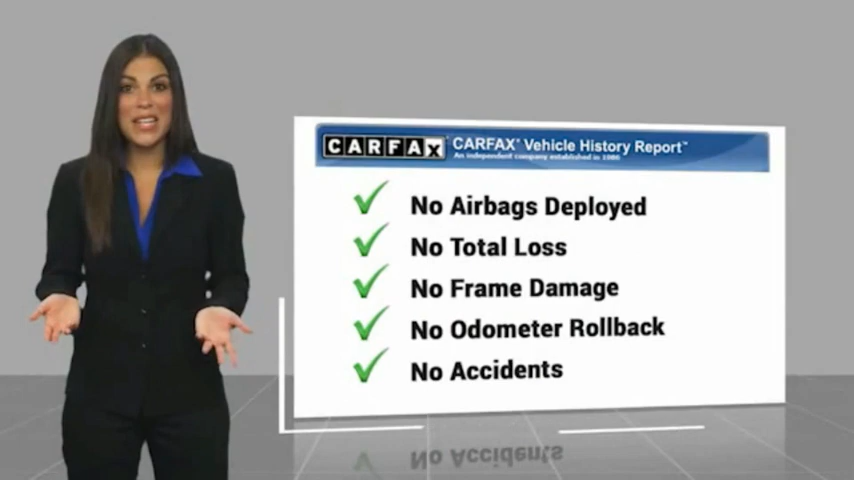 CARFAX CARFAX® Vehicle History Report™
An independent company established in 1986
No Airbags Deployed
No Total Loss
No Frame Damage
No Odometer Rollback
No Accidents
No Accidents